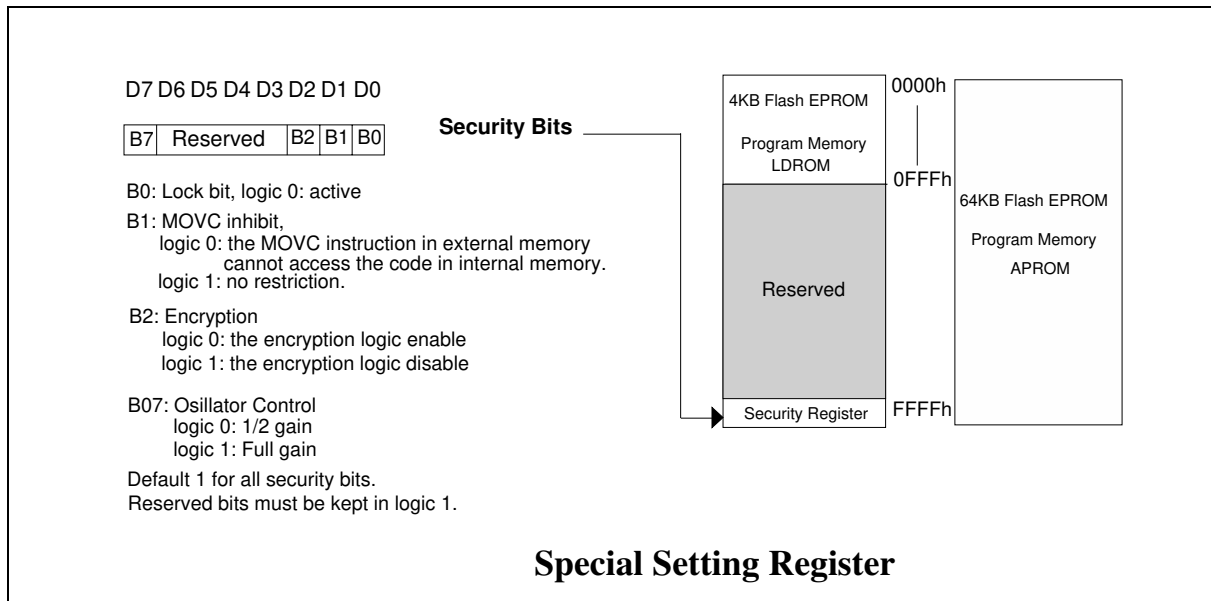 D7 D6 D5 D4 D3 D2 D1 D0
B7 Reserved B2 B1 B0
B0: Lock bit, logic 0: active
B1: MOVC inhibit,
logic 0: the MOVC instruction in external memory
cannot access the code in internal memory.
logic 1: no restriction.
B2: Encryption
logic 0: the encryption logic enable
logic 1: the encryption logic disable
B07: Osillator Control
logic 0: 1/2 gain
logic 1: Full gain
Default 1 for all security bits.
Reserved bits must be kept in logic 1.
Security Bits
4KB Flash EPROM
Program Memory
LDROM
Reserved
Security Register
0000h
0FFFh
FFFFh
64KB Flash EPROM
Program Memory
APROM
Special Setting Register